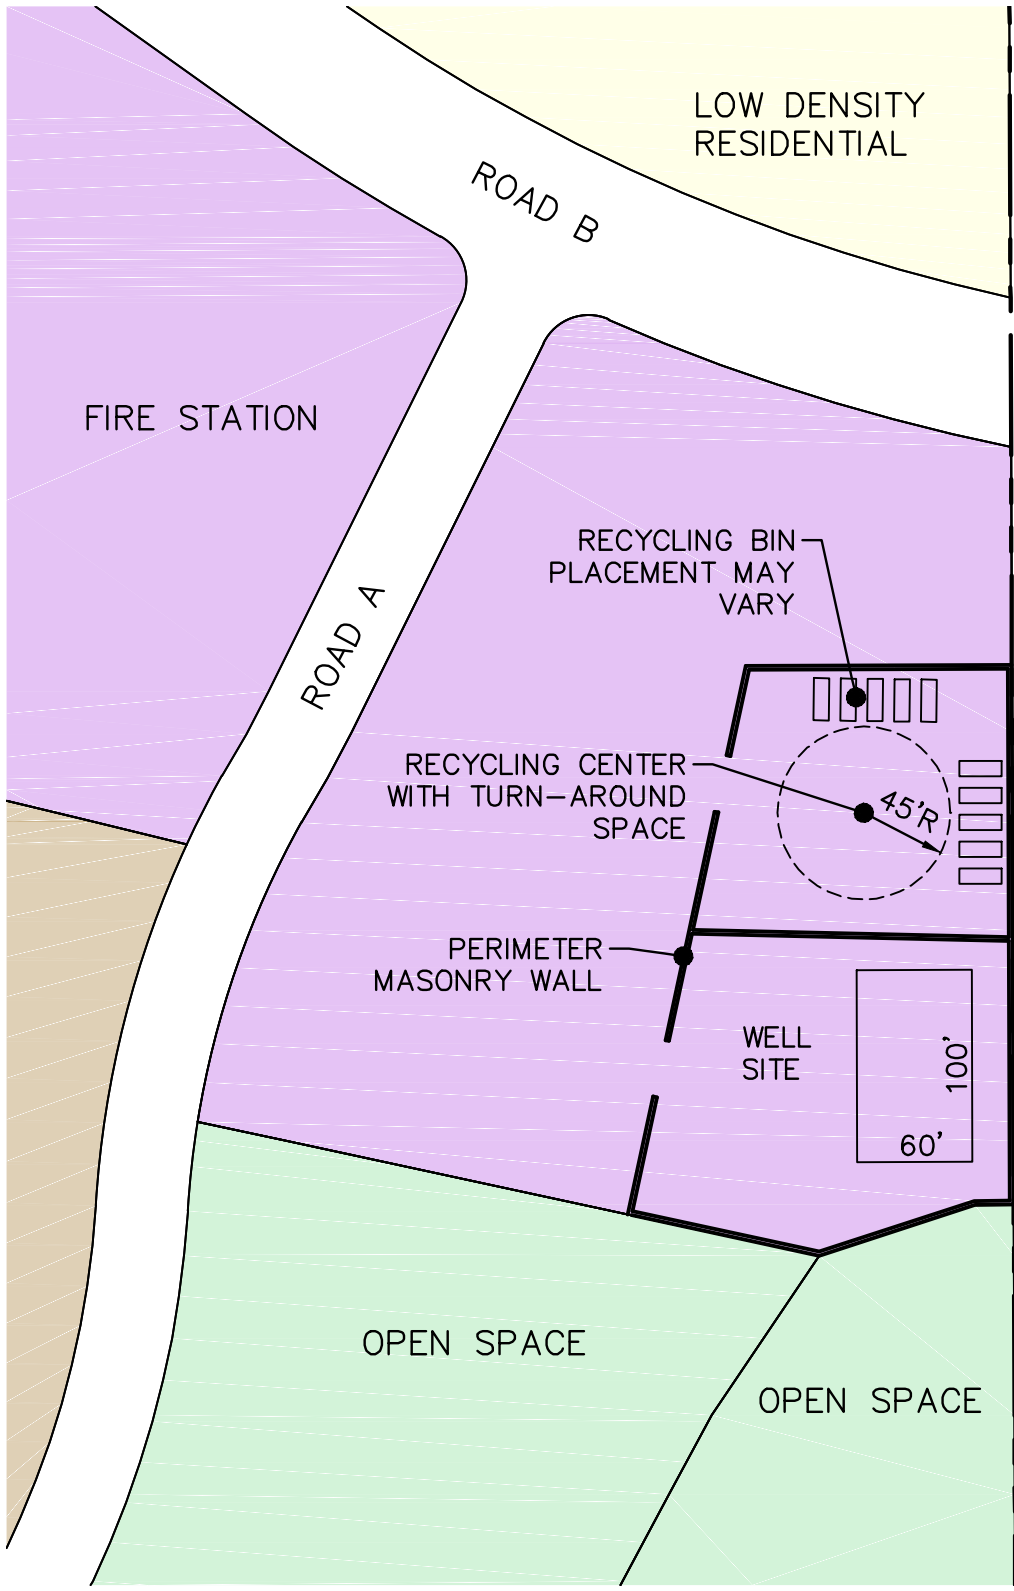 LOW DENSITY
RESIDENTIAL
ROAD B
FIRE STATION
RECYCLING BIN
PLACEMENT MAY
VARY
ROAD A
RECYCLING CENTER
WITH TURN-AROUND
SPACE
45'R
PERIMETER
MASONRY WALL
WELL
SITE
100'
60'
OPEN SPACE
OPEN SPACE